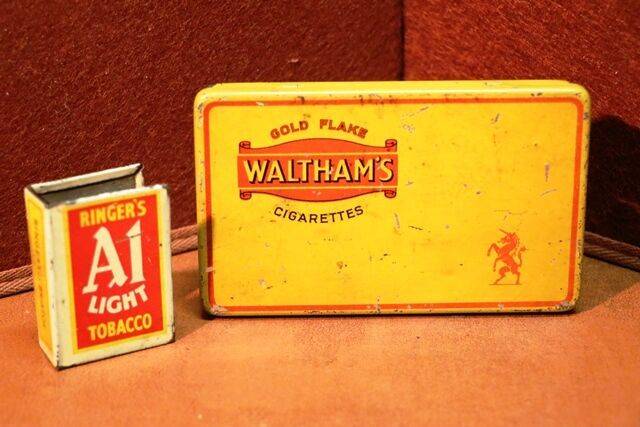 RINGER'S
A1
LIGHT
TOBACCO
GOLD FLAKE
WALTHAM'S
CIGARETTES